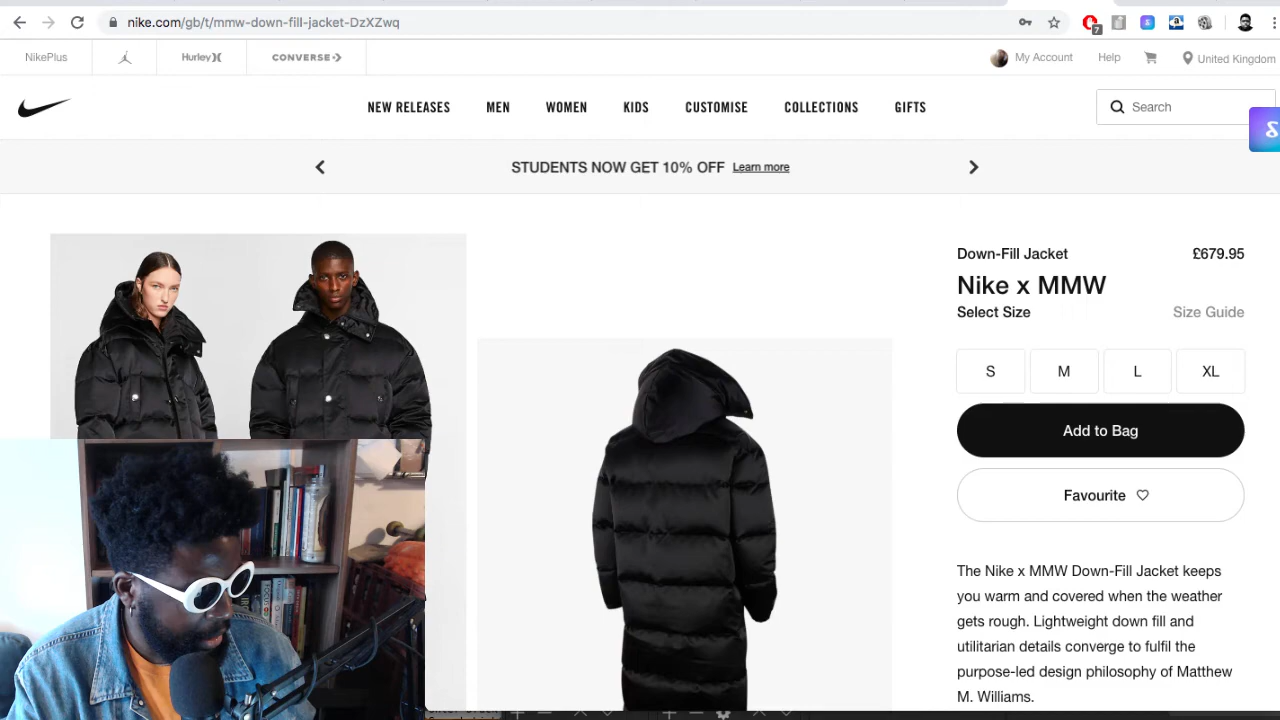 nike.com/gb/t/mmw-down-fill-jacket-DzXZwq
7
NikePlus
Hurley
CONVERSE
My Account
Help
United Kingdom
NEW RELEASES
MEN
WOMEN
KIDS
CUSTOMISE
COLLECTIONS
GIFTS
Search
STUDENTS NOW GET 10% OFF Learn more
Down-Fill Jacket
£679.95
Nike x MMW
Select Size
Size Guide
S
M
L
XL
Add to Bag
Favourite
The Nike x MMW Down-Fill Jacket keeps
you warm and covered when the weather
gets rough. Lightweight down fill and
utilitarian details converge to fulfil the
purpose-led design philosophy of Matthew
M. Williams.